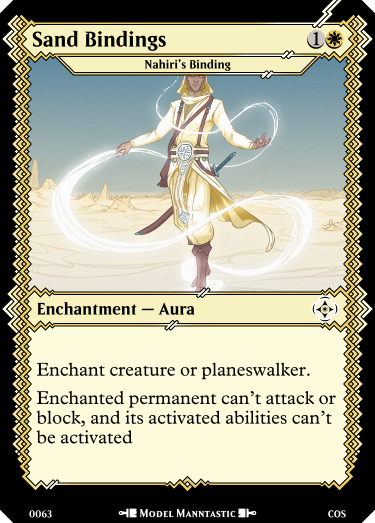 Sand Bindings 1
Nahiri's Binding
Enchantment — Aura
Enchant creature or planeswalker.
Enchanted permanent can't attack or
block, and its activated abilities can't
be activated
0063 Model Manntastic COS